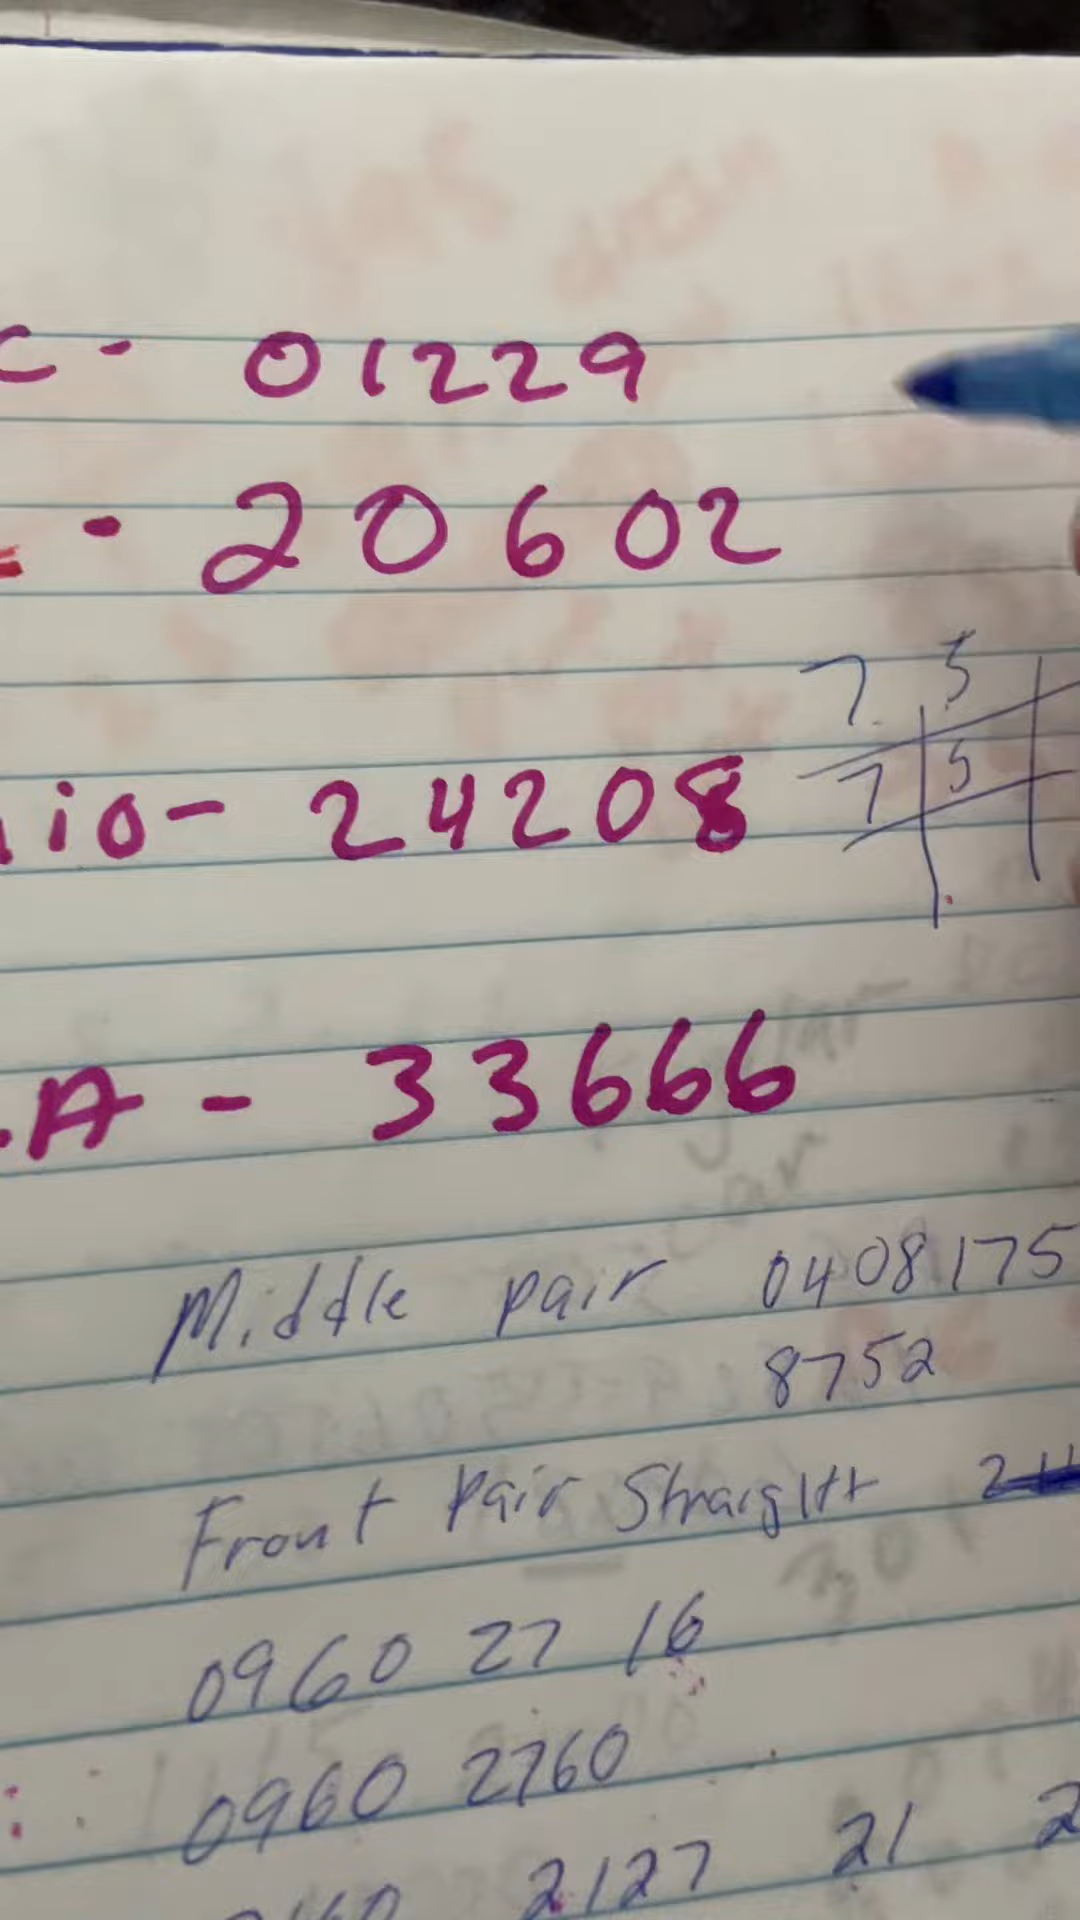 C - 01229
- 20602
7 5
7 5
io - 24208
.A - 33666
Middle pair 0408175
8752
Front Pair Straight
0960 27 16
0960 2760
2127 21 2